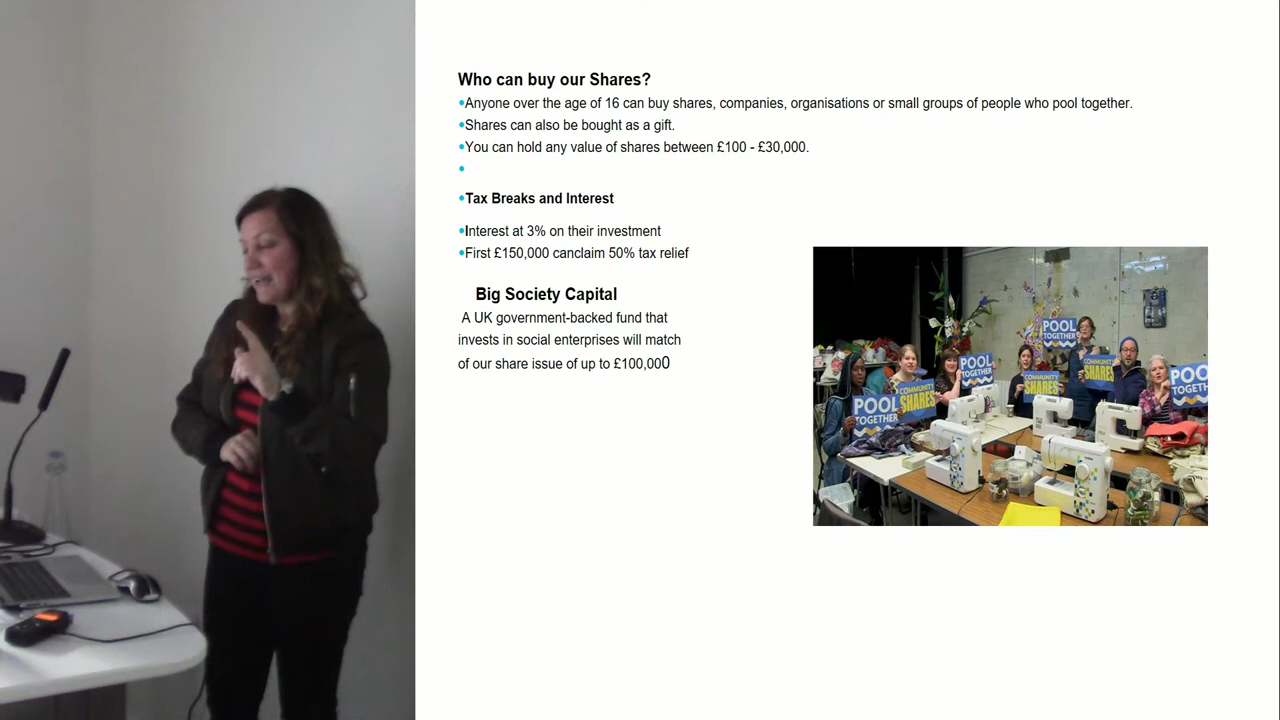 Who can buy our Shares?
•Anyone over the age of 16 can buy shares, companies, organisations or small groups of people who pool together.
•Shares can also be bought as a gift.
•You can hold any value of shares between £100 - £30,000.
•
•Tax Breaks and Interest
•Interest at 3% on their investment
•First £150,000 canclaim 50% tax relief
Big Society Capital
A UK government-backed fund that
invests in social enterprises will match
of our share issue of up to £100,000
POOL
TOGETHER
POOL
TOGETHER
COMMUNITY
SHARES
COMMUNITY
SHARES
POOL
TOGETHER
COMMUNITY
SHARES
POOL
TOGE